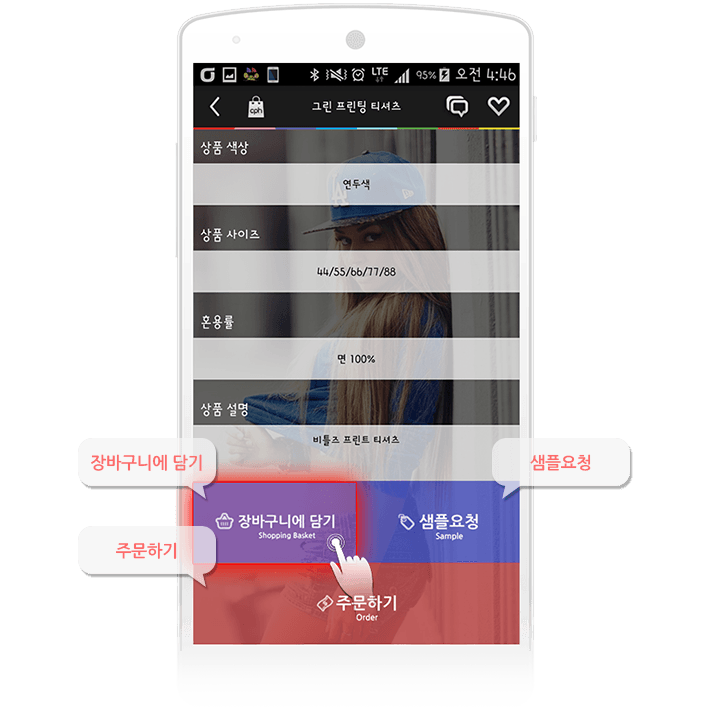 LTE 95% 오전 4:46
cph 그린 프린팅 티셔츠
상품 색상
연두색
상품 사이즈
44/55/66/77/88
혼용률
면 100%
상품 설명
비틀즈 프린트 티셔츠
장바구니에 담기
샘플요청
장바구니에 담기
Shopping Basket
샘플요청
Sample
주문하기
주문하기
Order